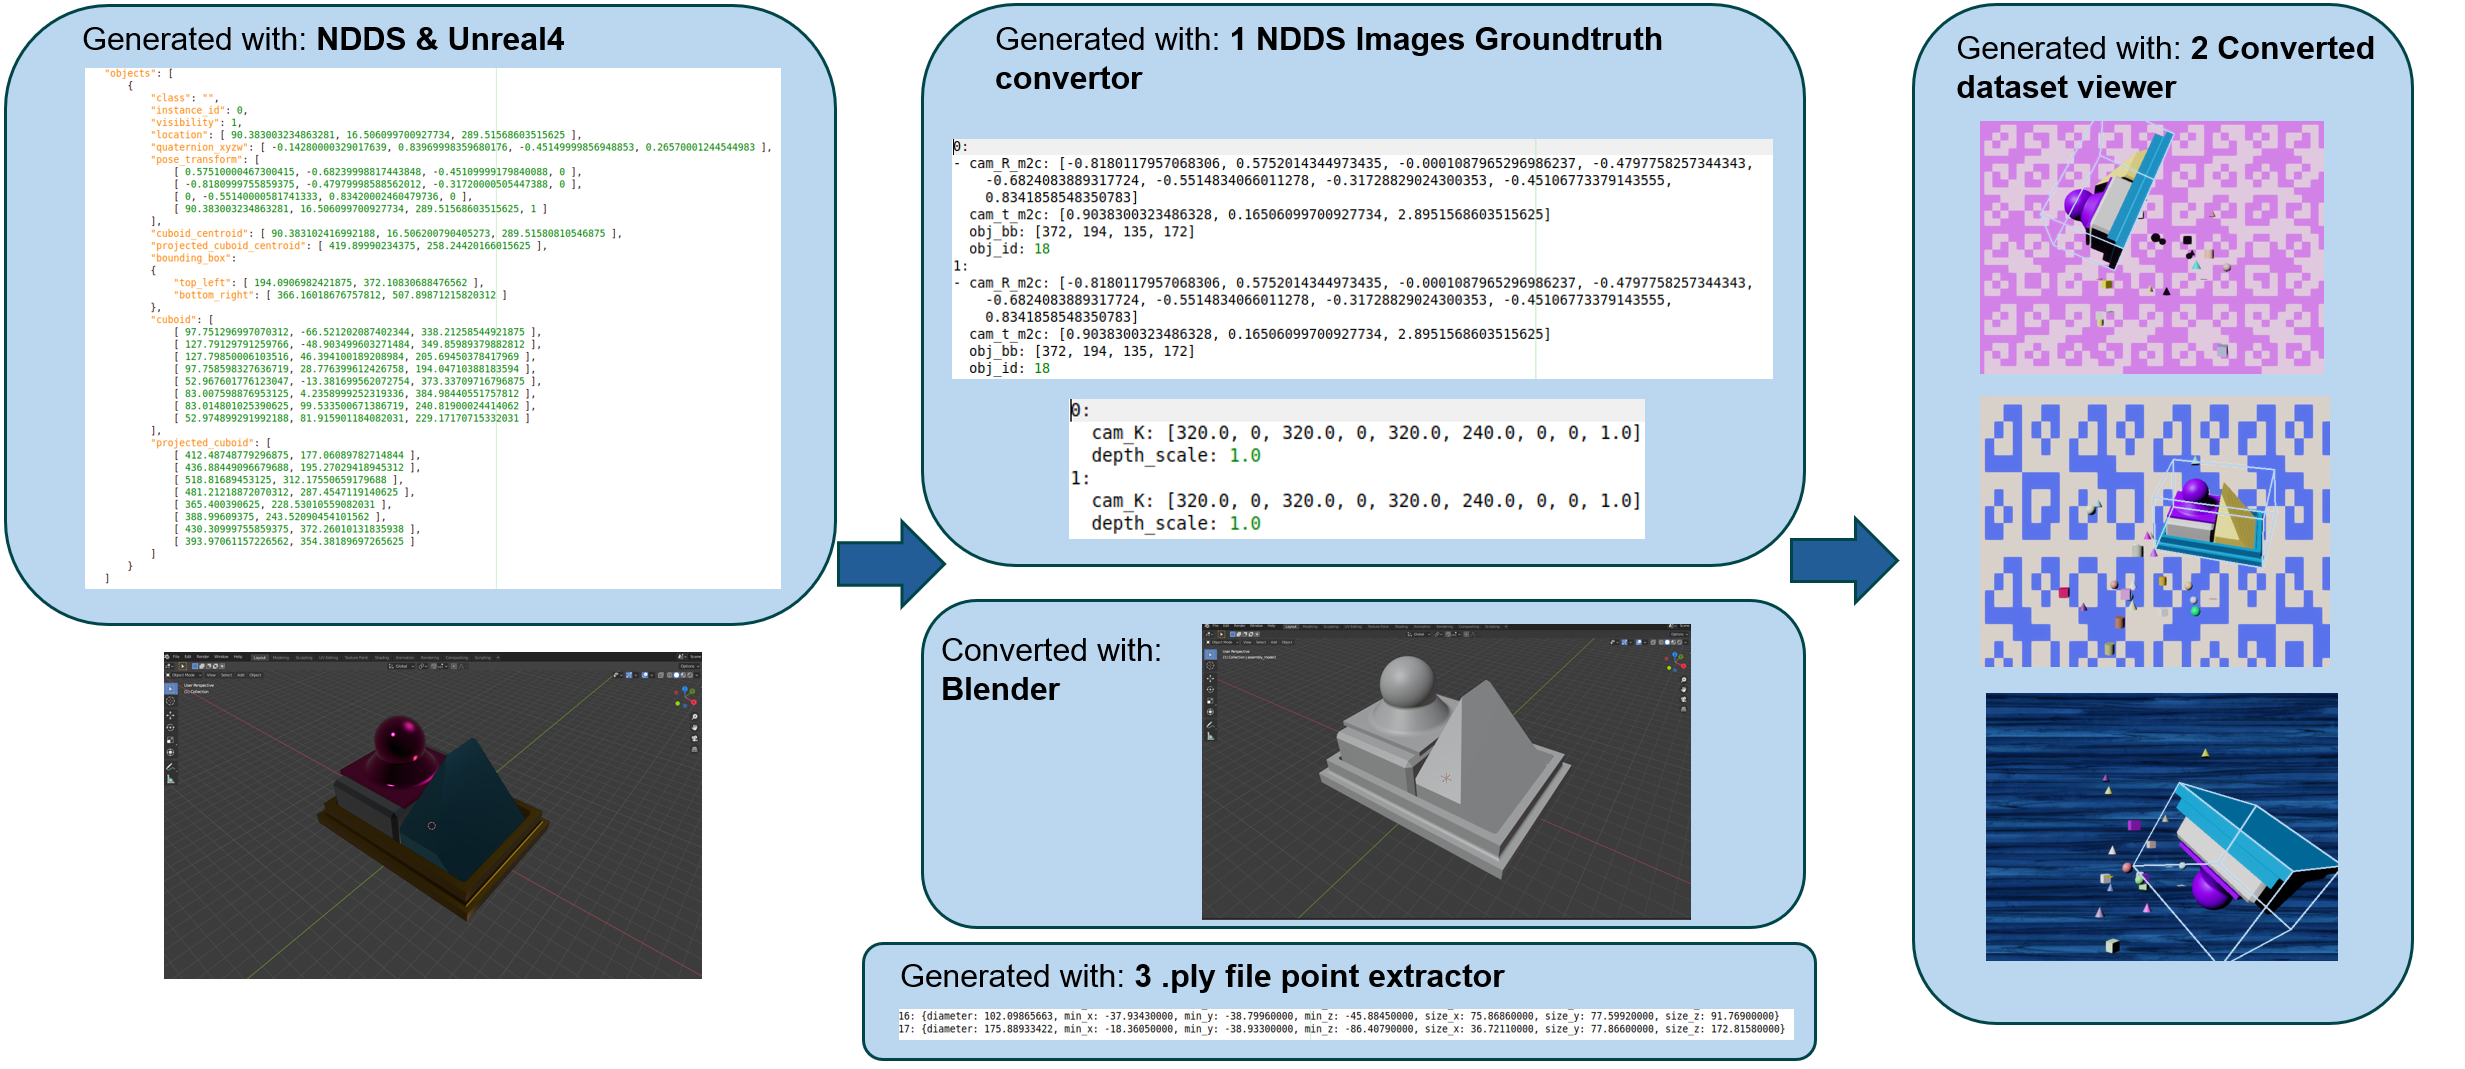 Generated with: NDDS & Unreal4
"objects": [
{
"class": "",
"instance_id": 0,
"visibility": 1,
"location": [ 90.383003234863281, 16.506099700927734, 289.51568603515625 ],
"quaternion_xyzw": [ -0.14280000329017639, 0.83969998359680176, -0.45149999856948853, 0.26570001244544983 ],
"pose_transform": [
[ 0.57510000467300415, -0.68239998817443848, -0.45109999179840088, 0 ],
[ -0.8180999755859375, -0.47979998588562012, -0.31720000505447388, 0 ],
[ 0, -0.55140000581741333, 0.83420002460479736, 0 ],
[ 90.383003234863281, 16.506099700927734, 289.51568603515625, 1 ]
],
"cuboid_centroid": [ 90.383102416992188, 16.506200790405273, 289.51580810546875 ],
"projected_cuboid_centroid": [ 419.89990234375, 258.24420166015625 ],
"bounding_box":
{
"top_left": [ 194.0906982421875, 372.10830688476562 ],
"bottom_right": [ 366.16018676757812, 507.89871215820312 ]
},
"cuboid": [
[ 97.751296997070312, -66.521202087402344, 338.21258544921875 ],
[ 127.79129791259766, -48.903499603271484, 349.85989379882812 ],
[ 127.79850006103516, 46.394100189208984, 205.69450378417969 ],
[ 97.758598327636719, 28.776399612426758, 194.04710388183594 ],
[ 52.967601776123047, -13.381699562072754, 373.33709716796875 ],
[ 83.007598876953125, 4.2358999252319336, 384.98440551757812 ],
[ 83.014801025390625, 99.533500671386719, 240.81900024414062 ],
[ 52.974899291992188, 81.915901184082031, 229.17170715332031 ]
],
"projected_cuboid": [
[ 412.48748779296875, 177.06089782714844 ],
[ 436.88449096679688, 195.27029418945312 ],
[ 518.81689453125, 312.17550659179688 ],
[ 481.21218872070312, 287.4547119140625 ],
[ 365.400390625, 228.53010559082031 ],
[ 388.99609375, 243.52090454101562 ],
[ 430.30999755859375, 372.26010131835938 ],
[ 393.97061157226562, 354.38189697265625 ]
]
}
]
Generated with: 1 NDDS Images Groundtruth
convertor
0:
- cam_R_m2c: [-0.8180117957068306, 0.5752014344973435, -0.0001087965296986237, -0.4797758257344343,
-0.6824083889317724, -0.5514834066011278, -0.31728829024300353, -0.45106773379143555,
0.8341858548350783]
cam_t_m2c: [0.9038300323486328, 0.16506099700927734, 2.8951568603515625]
obj_bb: [372, 194, 135, 172]
obj_id: 18
1:
- cam_R_m2c: [-0.8180117957068306, 0.5752014344973435, -0.0001087965296986237, -0.4797758257344343,
-0.6824083889317724, -0.5514834066011278, -0.31728829024300353, -0.45106773379143555,
0.8341858548350783]
cam_t_m2c: [0.9038300323486328, 0.16506099700927734, 2.8951568603515625]
obj_bb: [372, 194, 135, 172]
obj_id: 18
0:
cam_K: [320.0, 0, 320.0, 0, 320.0, 240.0, 0, 0, 1.0]
depth_scale: 1.0
1:
cam_K: [320.0, 0, 320.0, 0, 320.0, 240.0, 0, 0, 1.0]
depth_scale: 1.0
Converted with:
Blender
Generated with: 3 .ply file point extractor
16: {diameter: 102.09865663, min_x: -37.93430000, min_y: -38.79960000, min_z: -45.88450000, size_x: 75.86860000, size_y: 77.59920000, size_z: 91.76900000}
17: {diameter: 175.88933422, min_x: -18.36050000, min_y: -38.93300000, min_z: -86.40790000, size_x: 36.72110000, size_y: 77.86600000, size_z: 172.81580000}
Generated with: 2 Converted
dataset viewer